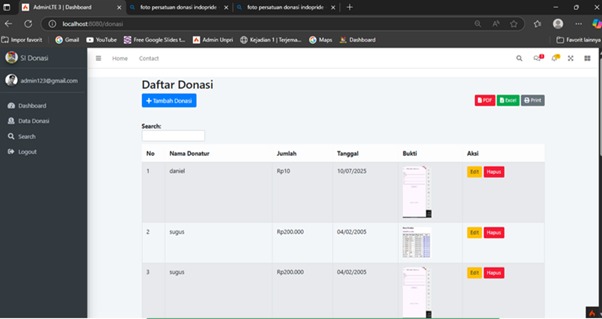 AdminLTE 3 | Dashboard
foto persatuan donasi indopride
foto persatuan donasi indopride
localhost:8080/donasi
Impor favorit
Gmail
YouTube
Free Google Slides t...
Admin Unpri
Kejadian 1 | Terjema...
Maps
Dashboard
Favorit lainnya
SI Donasi
Home
Contact
admin123@gmail.com
Dashboard
Data Donasi
Search
Logout
Daftar Donasi
+ Tambah Donasi
PDF
Excel
Print
Search:
No Nama Donatur Jumlah Tanggal Bukti Aksi
1 daniel Rp10 10/07/2025 Edit Hapus
2 sugus Rp200.000 04/02/2005 Edit Hapus
3 sugus Rp200.000 04/02/2005 Edit Hapus